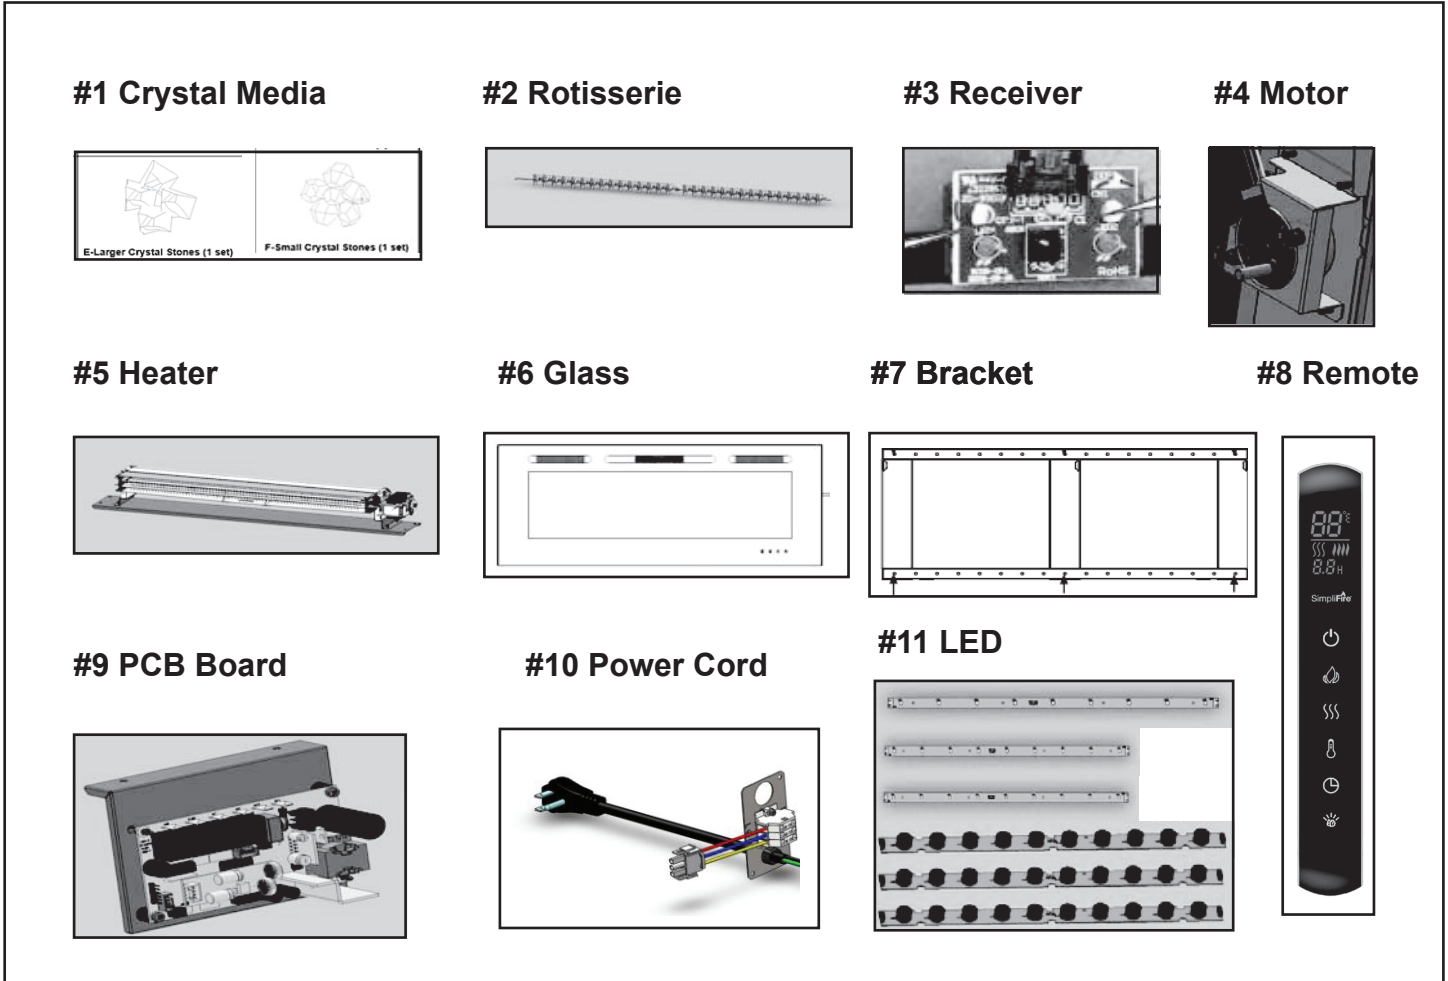 #1 Crystal Media
#2 Rotisserie
#3 Receiver
#4 Motor
E-Larger Crystal Stones (1 set)
F-Small Crystal Stones (1 set)
RoHS
#5 Heater
#6 Glass
#7 Bracket
#8 Remote
88°
8.8H
SimpliFire
#9 PCB Board
#10 Power Cord
#11 LED